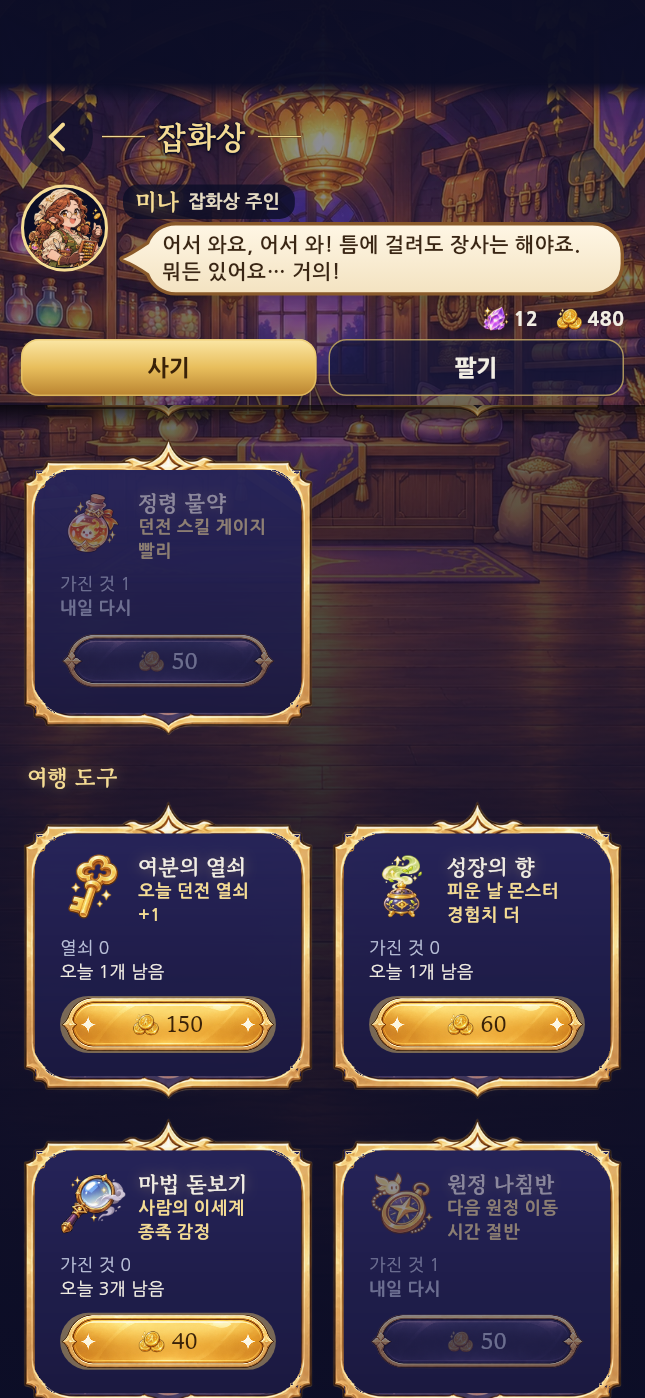 잡화상
미나 잡화상 주인
어서 와요, 어서 와! 틈에 걸려도 장사는 해야죠.
뭐든 있어요… 거의!
12 480
사기 팔기
정령 물약
던전 스킬 게이지
빨리
가진 것 1
내일 다시
50
여행 도구
여분의 열쇠
오늘 던전 열쇠
+1
열쇠 0
오늘 1개 남음
150
성장의 향
피운 날 몬스터
경험치 더
가진 것 0
오늘 1개 남음
60
마법 돋보기
사람의 이세계
종족 감정
가진 것 0
오늘 3개 남음
40
원정 나침반
다음 원정 이동
시간 절반
가진 것 1
내일 다시
50